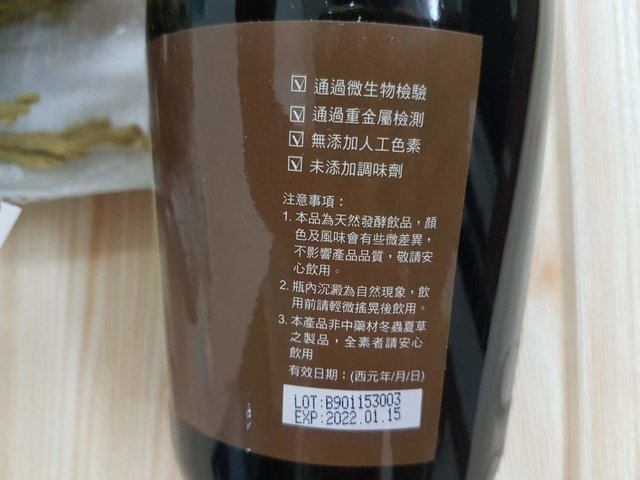 ☑ 通過微生物檢驗
☑ 通過重金屬檢測
☑ 無添加人工色素
☑ 未添加調味劑
注意事項：
1. 本品為天然發酵飲品，顏
色及風味會有些微差異，
不影響產品品質，敬請安
心飲用。
2. 瓶內沉澱為自然現象，飲
用前請輕微搖晃後飲用。
3. 本產品非中藥材冬蟲夏草
之製品，全素者請安心
飲用
有效日期：(西元年/月/日)
LOT:B901153003
EXP:2022.01.15